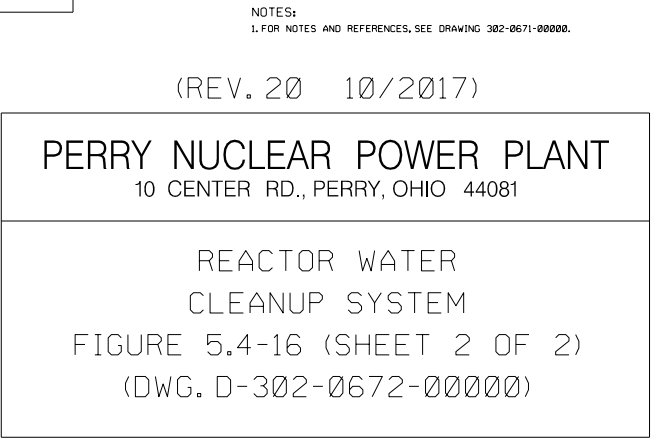 NOTES:
1. FOR NOTES AND REFERENCES, SEE DRAWING 302-0671-00000.
(REV. 20 10/2017)
PERRY NUCLEAR POWER PLANT
10 CENTER RD., PERRY, OHIO 44081
REACTOR WATER
CLEANUP SYSTEM
FIGURE 5.4-16 (SHEET 2 OF 2)
(DWG. D-302-0672-00000)